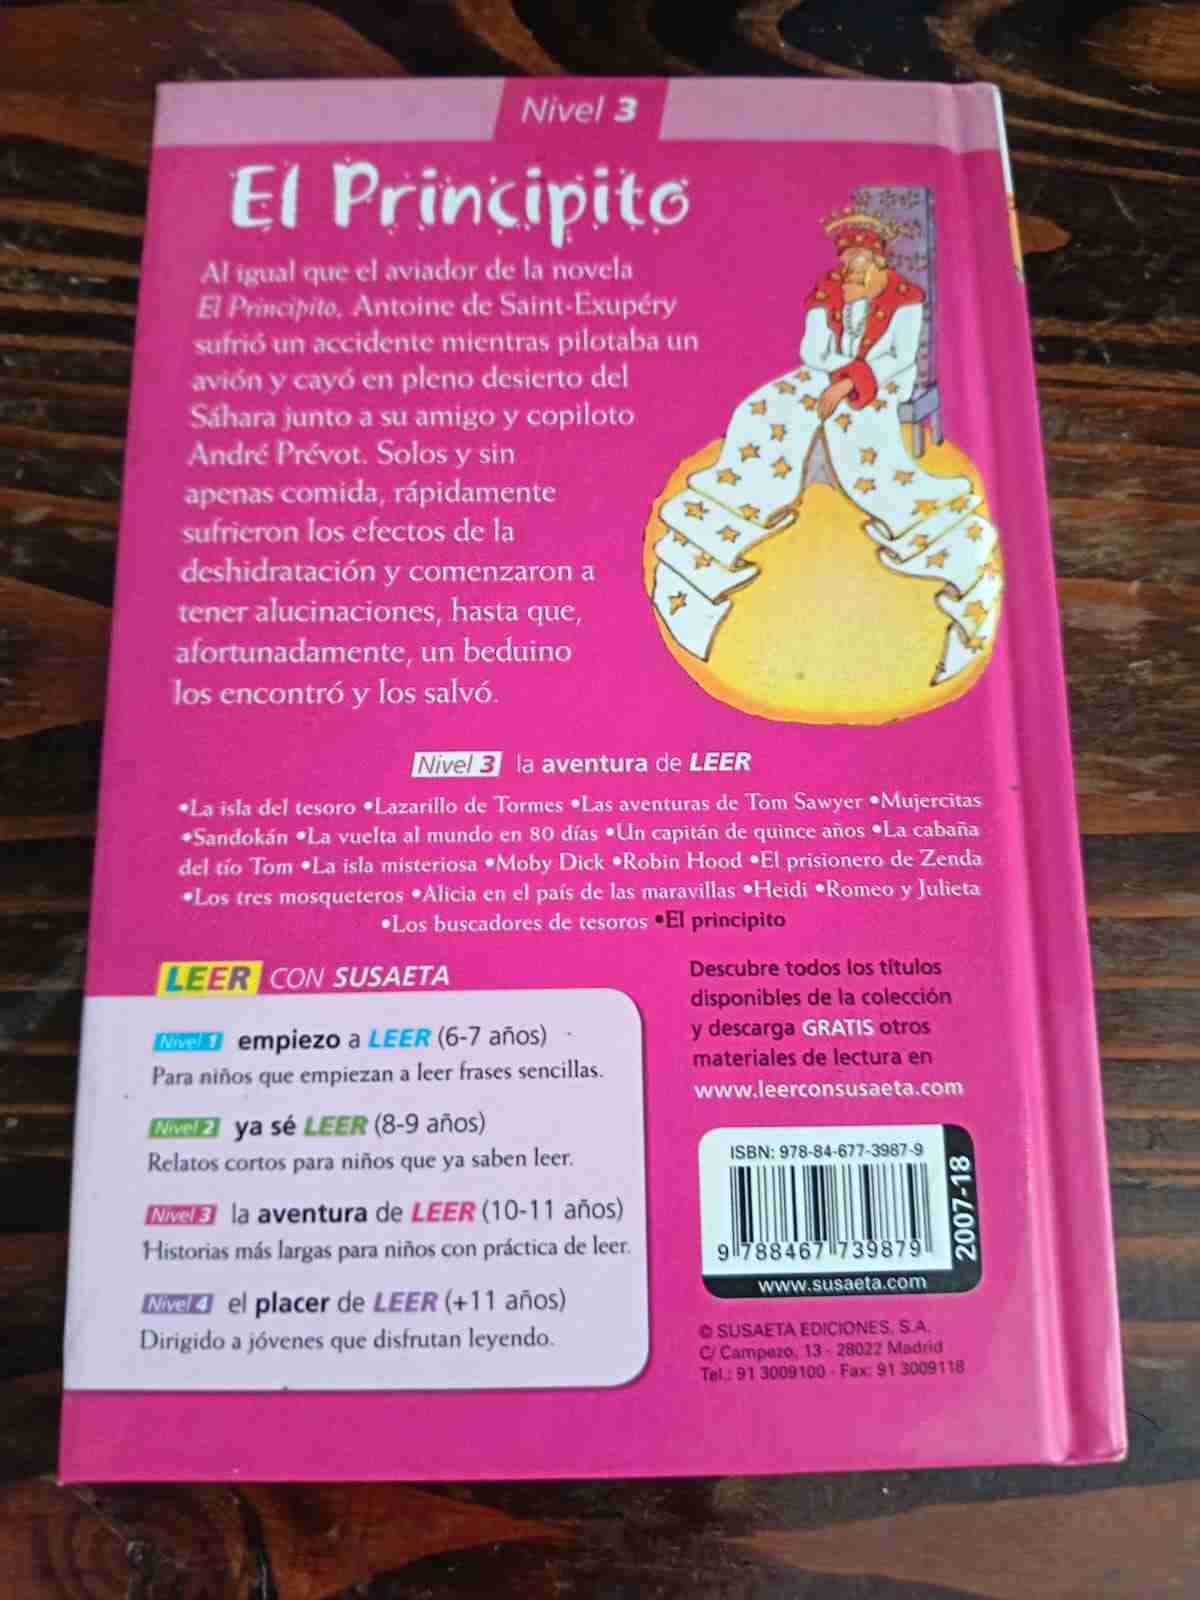 Nivel 3
El Principito
Al igual que el aviador de la novela
El Principito, Antoine de Saint-Exupéry
sufrió un accidente mientras pilotaba un
avión y cayó en pleno desierto del
Sáhara junto a su amigo y copiloto
André Prévot. Solos y sin
apenas comida, rápidamente
sufrieron los efectos de la
deshidratación y comenzaron a
tener alucinaciones, hasta que,
afortunadamente, un beduino
los encontró y los salvó.
Nivel 3 la aventura de LEER
•La isla del tesoro •Lazarillo de Tormes •Las aventuras de Tom Sawyer •Mujercitas
•Sandokán •La vuelta al mundo en 80 días •Un capitán de quince años •La cabaña
del tío Tom •La isla misteriosa •Moby Dick •Robin Hood •El prisionero de Zenda
•Los tres mosqueteros •Alicia en el país de las maravillas •Heidi •Romeo y Julieta
•Los buscadores de tesoros •El principito
LEER CON SUSAETA
Nivel 1 empiezo a LEER (6-7 años)
Para niños que empiezan a leer frases sencillas.
Nivel 2 ya sé LEER (8-9 años)
Relatos cortos para niños que ya saben leer.
Nivel 3 la aventura de LEER (10-11 años)
Historias más largas para niños con práctica de leer.
Nivel 4 el placer de LEER (+11 años)
Dirigido a jóvenes que disfrutan leyendo.
Descubre todos los títulos
disponibles de la colección
y descarga GRATIS otros
materiales de lectura en
www.leerconsusaeta.com
ISBN: 978-84-677-3987-9
9 788467 739879
2007-18
www.susaeta.com
© SUSAETA EDICIONES, S.A.
C/ Campezo, 13 - 28022 Madrid
Tel.: 91 3009100 - Fax: 91 3009118